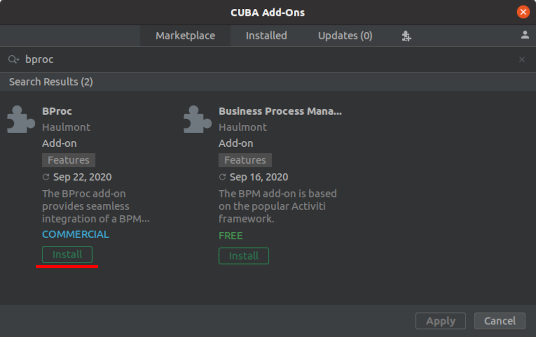 CUBA Add-Ons
Marketplace
Installed
Updates (0)
bproc
Search Results (2)
BProc
Haulmont
Add-on
Features
Sep 22, 2020
The BProc add-on
provides seamless
integration of a BPM...
COMMERCIAL
Install
Business Process Mana...
Haulmont
Add-on
Features
Sep 16, 2020
The BPM add-on is based
on the popular Activiti
framework.
FREE
Install
Apply
Cancel